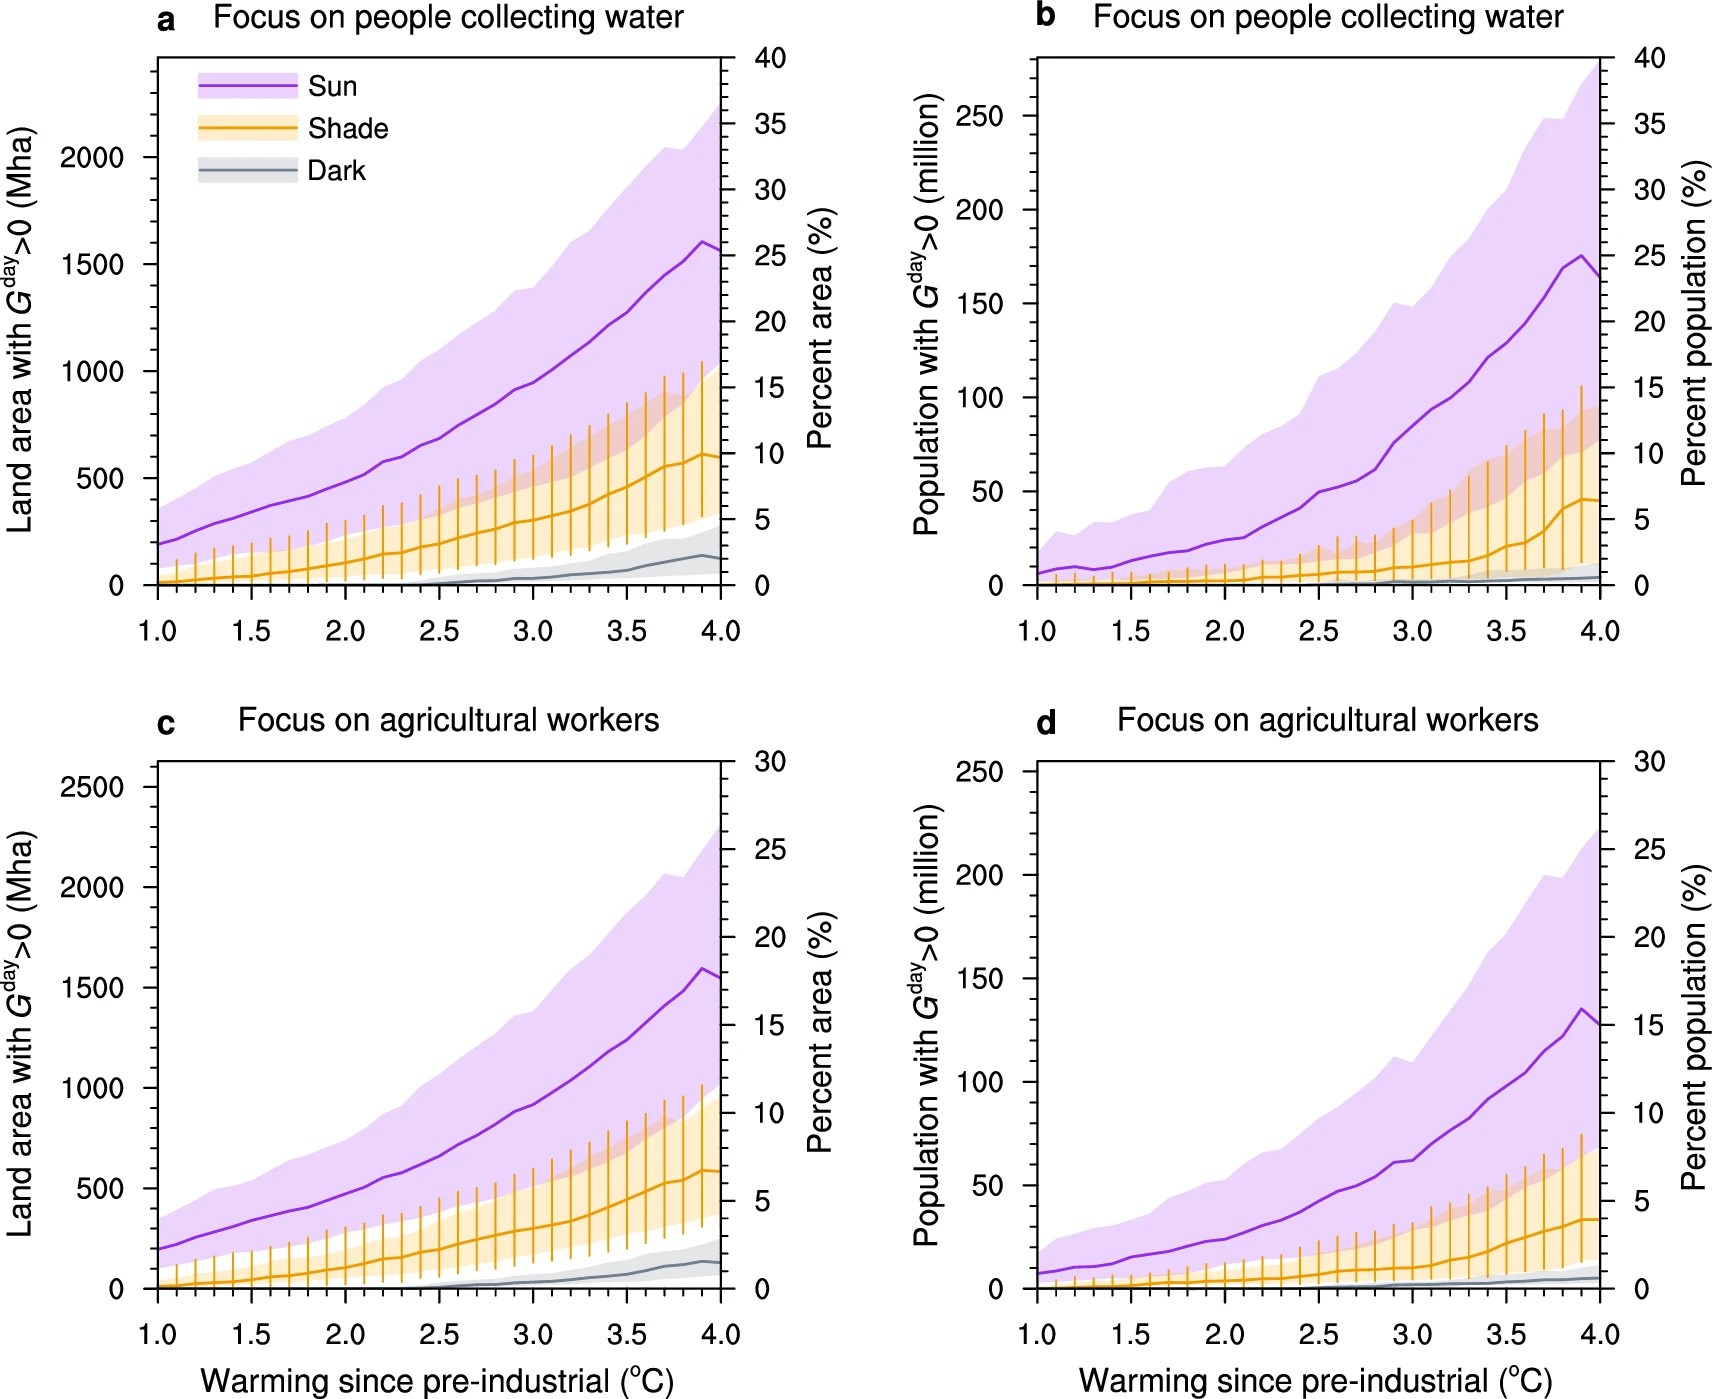 a Focus on people collecting water
b Focus on people collecting water
Sun
Shade
Dark
Land area with Gday>0 (Mha)
2000
1500
1000
500
0
40
35
30
25
20
15
10
5
0
Percent area (%)
1.0 1.5 2.0 2.5 3.0 3.5 4.0
Population with Gday>0 (million)
250
200
150
100
50
0
40
35
30
25
20
15
10
5
0
Percent population (%)
1.0 1.5 2.0 2.5 3.0 3.5 4.0
c Focus on agricultural workers
d Focus on agricultural workers
Land area with Gday>0 (Mha)
2500
2000
1500
1000
500
0
30
25
20
15
10
5
0
Percent area (%)
1.0 1.5 2.0 2.5 3.0 3.5 4.0
Warming since pre-industrial (°C)
Population with Gday>0 (million)
250
200
150
100
50
0
30
25
20
15
10
5
0
Percent population (%)
1.0 1.5 2.0 2.5 3.0 3.5 4.0
Warming since pre-industrial (°C)